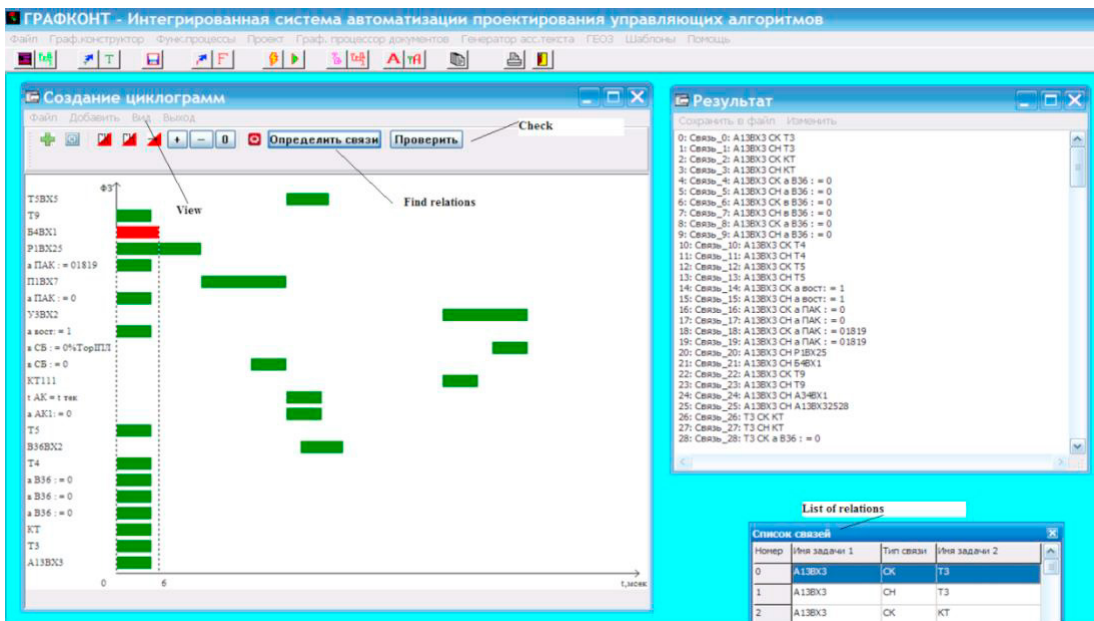 ГРАФКОНТ - Интегрированная система автоматизации проектирования управляющих алгоритмов
Файл Граф.конструктор Функ.процессы Проект Граф. процессор документов Генератор асс.текста ГЕОЗ Шаблоны Помощь
Создание циклограмм
Файл Добавить Вид Выход
+ - 0 Определить связи Проверить
Check
View
Find relations
ФЗ
Т5ВХ5
Т9
Б4ВХ1
Р1ВХ25
а ПАК : = 01819
П1ВХ7
а ПАК : = 0
У3ВХ2
а вост: = 1
в СБ : = 0%ТорПЛ
в СБ : = 0
КТ111
t АК = t тек
а АК1: = 0
Т5
В36ВХ2
Т4
а В36 : = 0
в В36 : = 0
а В36 : = 0
КТ
Т3
А13ВХ3
0 6 t,мсек
Результат
Сохранить в файл Изменить
0: Связь_0: А13ВХ3 СК Т3
1: Связь_1: А13ВХ3 СН Т3
2: Связь_2: А13ВХ3 СК КТ
3: Связь_3: А13ВХ3 СН КТ
4: Связь_4: А13ВХ3 СК а В36 : = 0
5: Связь_5: А13ВХ3 СН а В36 : = 0
6: Связь_6: А13ВХ3 СК в В36 : = 0
7: Связь_7: А13ВХ3 СН в В36 : = 0
8: Связь_8: А13ВХ3 СК а В36 : = 0
9: Связь_9: А13ВХ3 СН а В36 : = 0
10: Связь_10: А13ВХ3 СК Т4
11: Связь_11: А13ВХ3 СН Т4
12: Связь_12: А13ВХ3 СК Т5
13: Связь_13: А13ВХ3 СН Т5
14: Связь_14: А13ВХ3 СК а вост: = 1
15: Связь_15: А13ВХ3 СН а вост: = 1
16: Связь_16: А13ВХ3 СК а ПАК : = 0
17: Связь_17: А13ВХ3 СН а ПАК : = 0
18: Связь_18: А13ВХ3 СК а ПАК : = 01819
19: Связь_19: А13ВХ3 СН а ПАК : = 01819
20: Связь_20: А13ВХ3 СН Р1ВХ25
21: Связь_21: А13ВХ3 СН Б4ВХ1
22: Связь_22: А13ВХ3 СК Т9
23: Связь_23: А13ВХ3 СН Т9
24: Связь_24: А13ВХ3 СН А34ВХ1
25: Связь_25: А13ВХ3 СН А13ВХ32528
26: Связь_26: Т3 СК КТ
27: Связь_27: Т3 СН КТ
28: Связь_28: Т3 СК а В36 : = 0
List of relations
Список связей
Номер Имя задачи 1 Тип связи Имя задачи 2
0 А13ВХ3 СК Т3
1 А13ВХ3 СН Т3
2 А13ВХ3 СК КТ